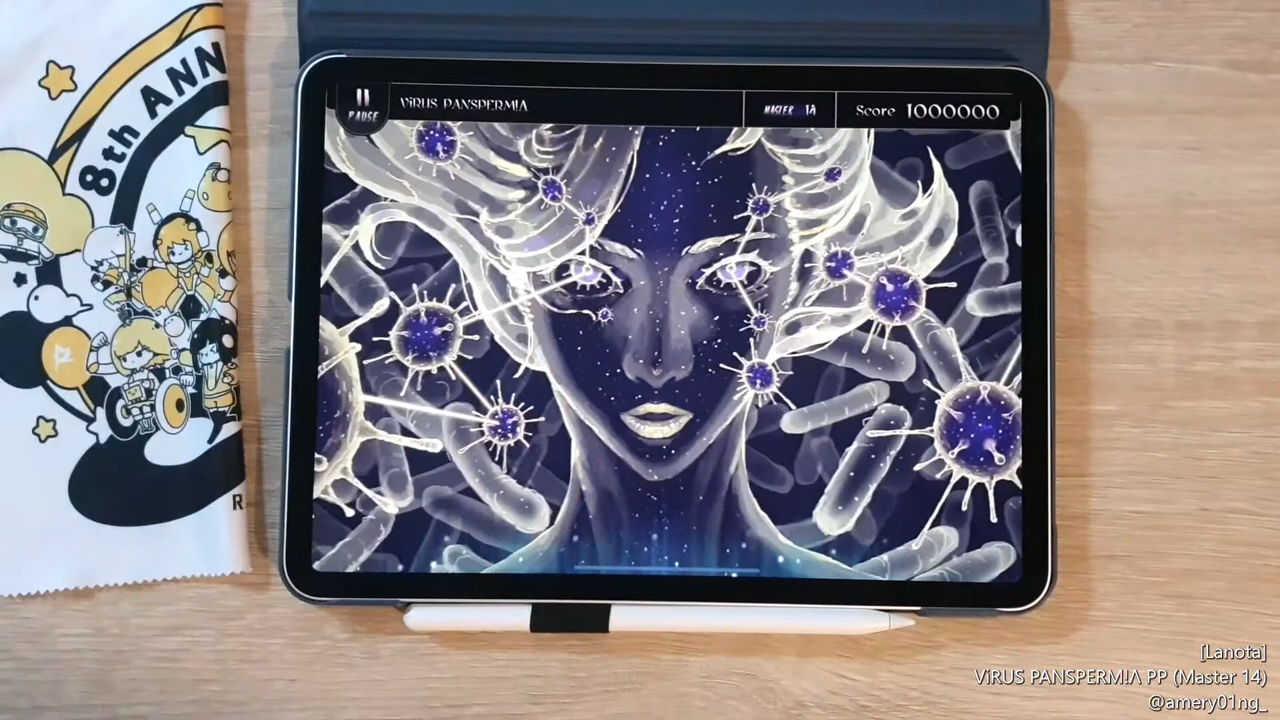 8th ANN
R
PAUSE
ViRUS PANSPERM!Λ
MASTER 14
Score 1000000
[Lanota]
ViRUS PANSPERM!Λ PP (Master 14)
@amery01ng_